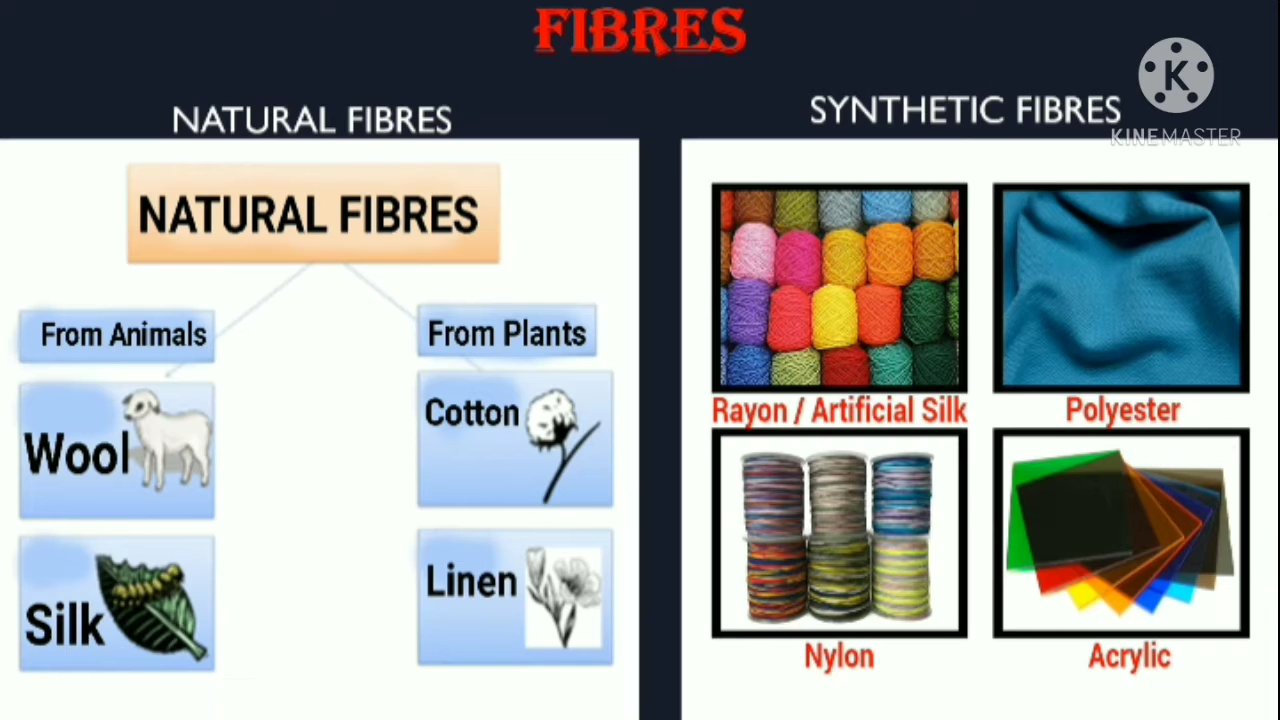 FIBRES
NATURAL FIBRES
NATURAL FIBRES
From Animals
From Plants
Wool
Cotton
Silk
Linen
SYNTHETIC FIBRES
K
KINEMASTER
Rayon / Artificial Silk
Polyester
Nylon
Acrylic